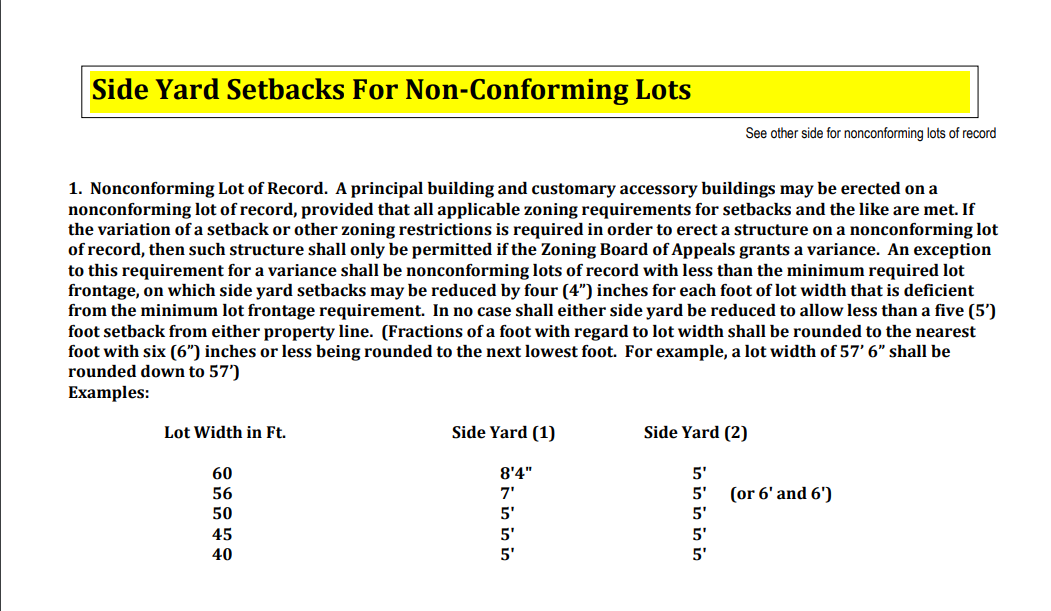 Side Yard Setbacks For Non-Conforming Lots
See other side for nonconforming lots of record
1. Nonconforming Lot of Record. A principal building and customary accessory buildings may be erected on a
nonconforming lot of record, provided that all applicable zoning requirements for setbacks and the like are met. If
the variation of a setback or other zoning restrictions is required in order to erect a structure on a nonconforming lot
of record, then such structure shall only be permitted if the Zoning Board of Appeals grants a variance. An exception
to this requirement for a variance shall be nonconforming lots of record with less than the minimum required lot
frontage, on which side yard setbacks may be reduced by four (4”) inches for each foot of lot width that is deficient
from the minimum lot frontage requirement. In no case shall either side yard be reduced to allow less than a five (5’)
foot setback from either property line. (Fractions of a foot with regard to lot width shall be rounded to the nearest
foot with six (6”) inches or less being rounded to the next lowest foot. For example, a lot width of 57’ 6” shall be
rounded down to 57’)
Examples:
Lot Width in Ft. Side Yard (1) Side Yard (2)
60 8'4" 5'
56 7' 5' (or 6' and 6')
50 5' 5'
45 5' 5'
40 5' 5'